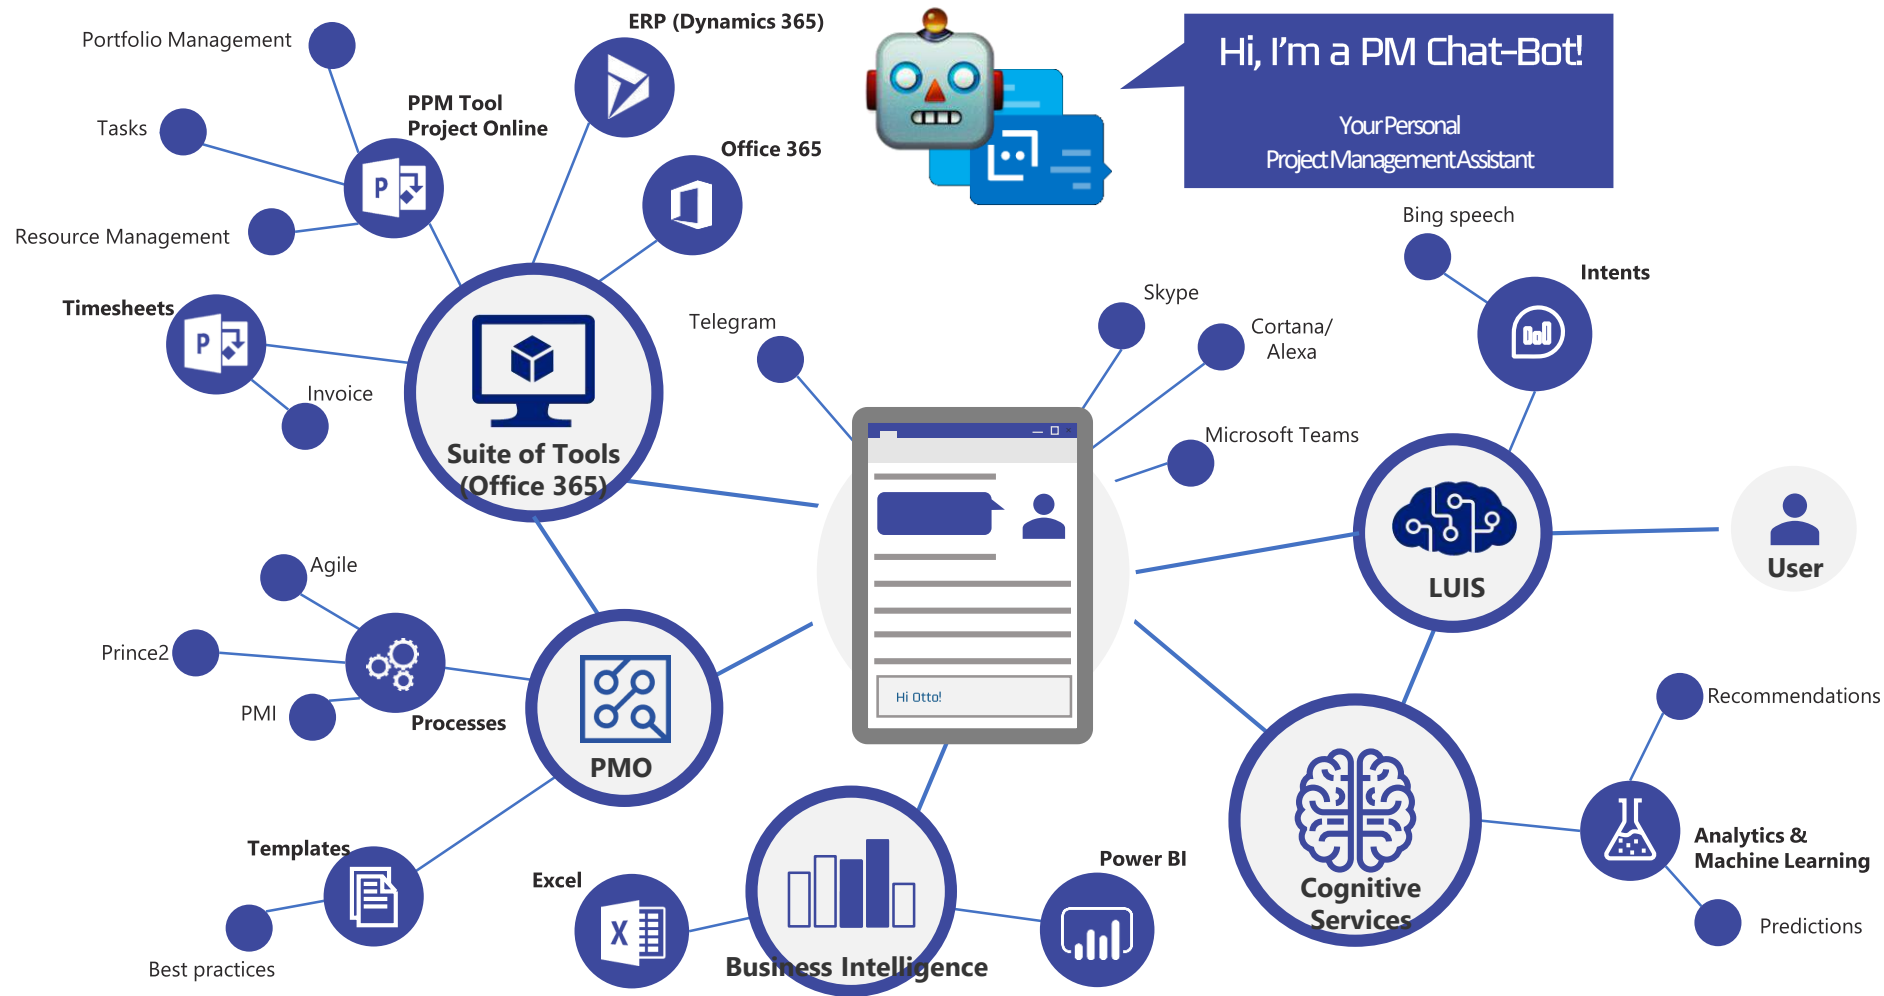 ERP (Dynamics 365)
Portfolio Management
Hi, I'm a PM Chat-Bot!
Your Personal
Project Management Assistant
PPM Tool
Project Online
Tasks
Office 365
P
Resource Management
Bing speech
Intents
Timesheets
P
Invoice
Telegram
Skype
Cortana/
Alexa
Microsoft Teams
Suite of Tools
(Office 365)
LUIS
User
Agile
Prince2
PMI
Processes
PMO
Hi Otto!
Recommendations
Analytics &
Machine Learning
Predictions
Cognitive
Services
Templates
Best practices
Excel
X
Power BI
Business Intelligence